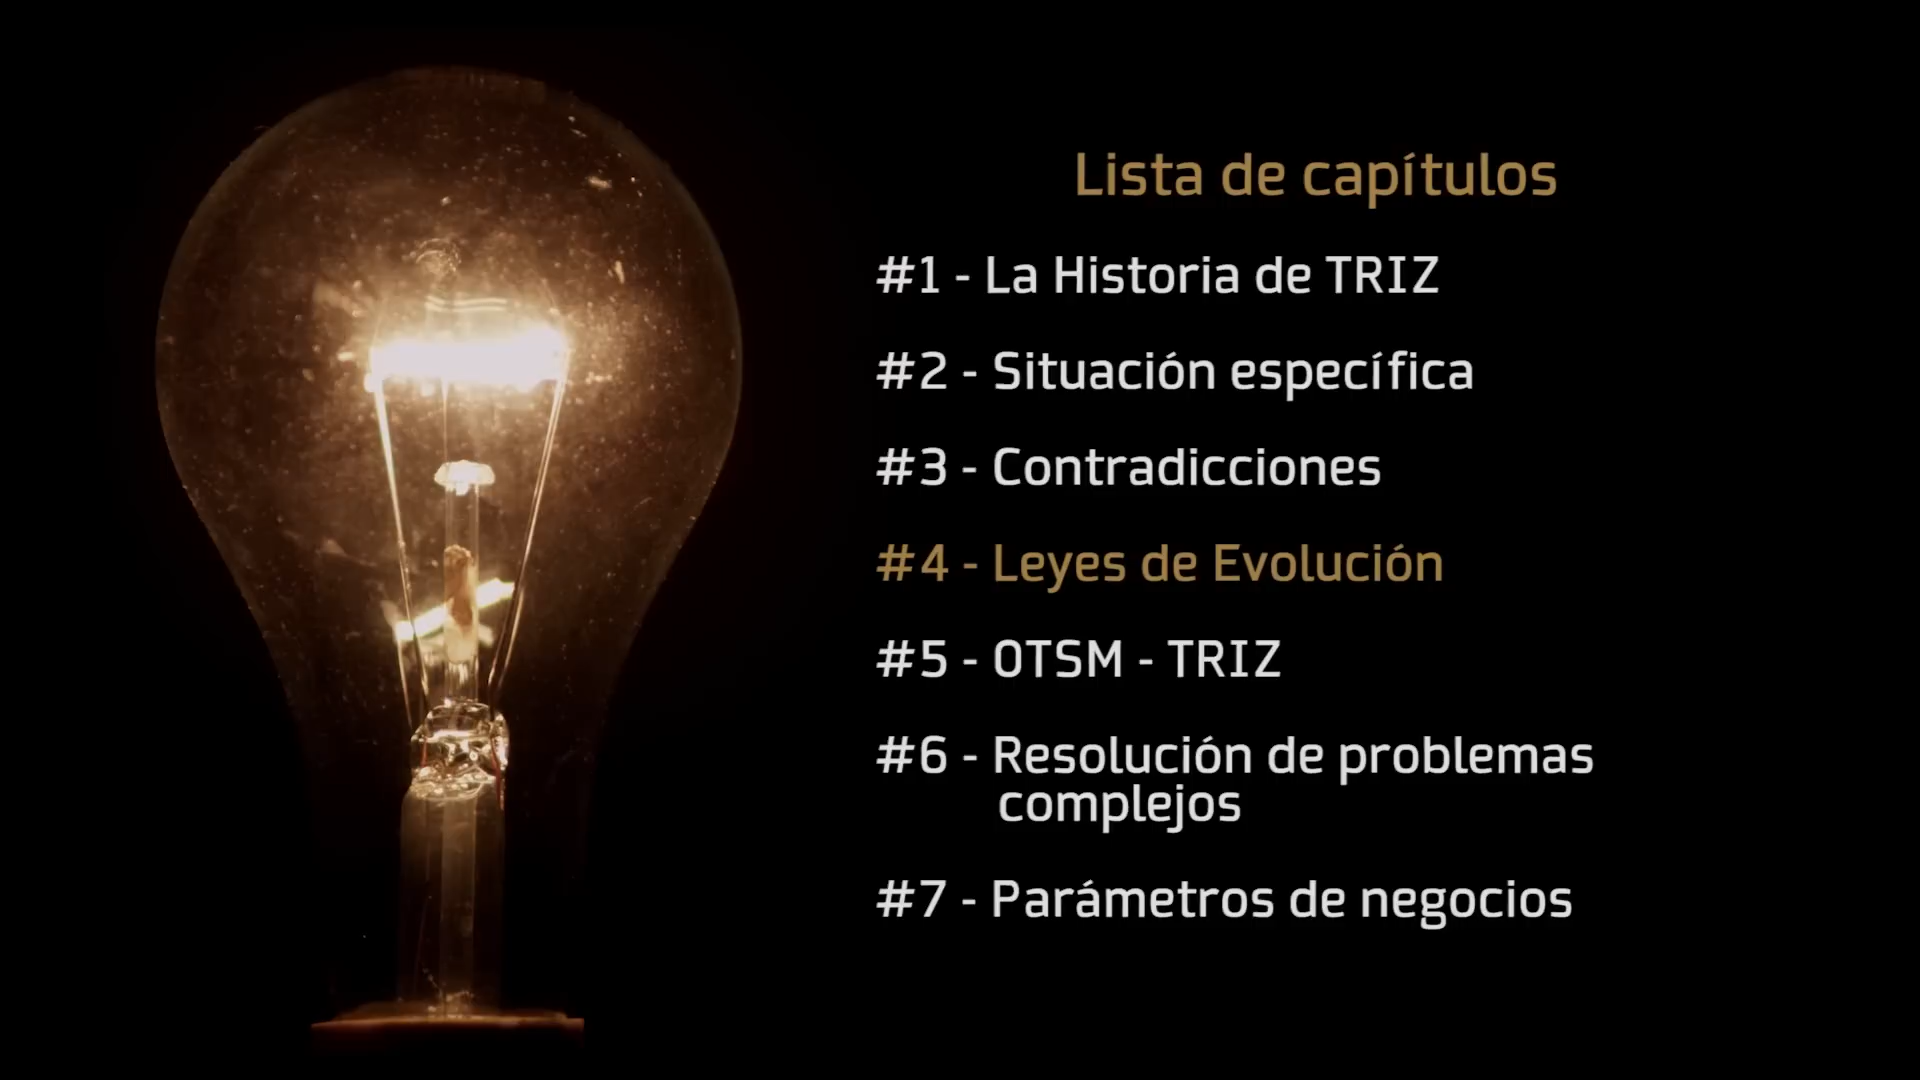 Lista de capítulos
#1 - La Historia de TRIZ
#2 - Situación específica
#3 - Contradicciones
#4 - Leyes de Evolución
#5 - OTSM - TRIZ
#6 - Resolución de problemas
complejos
#7 - Parámetros de negocios